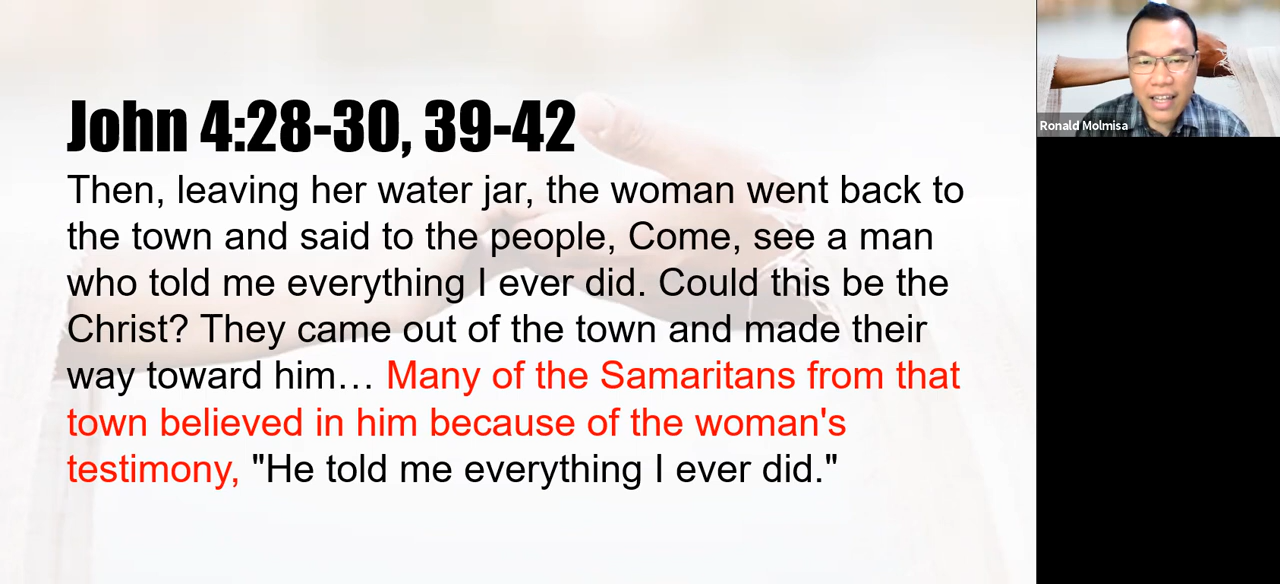 John 4:28-30, 39-42
Then, leaving her water jar, the woman went back to
the town and said to the people, Come, see a man
who told me everything I ever did. Could this be the
Christ? They came out of the town and made their
way toward him… Many of the Samaritans from that
town believed in him because of the woman's
testimony, "He told me everything I ever did."
Ronald Molmisa